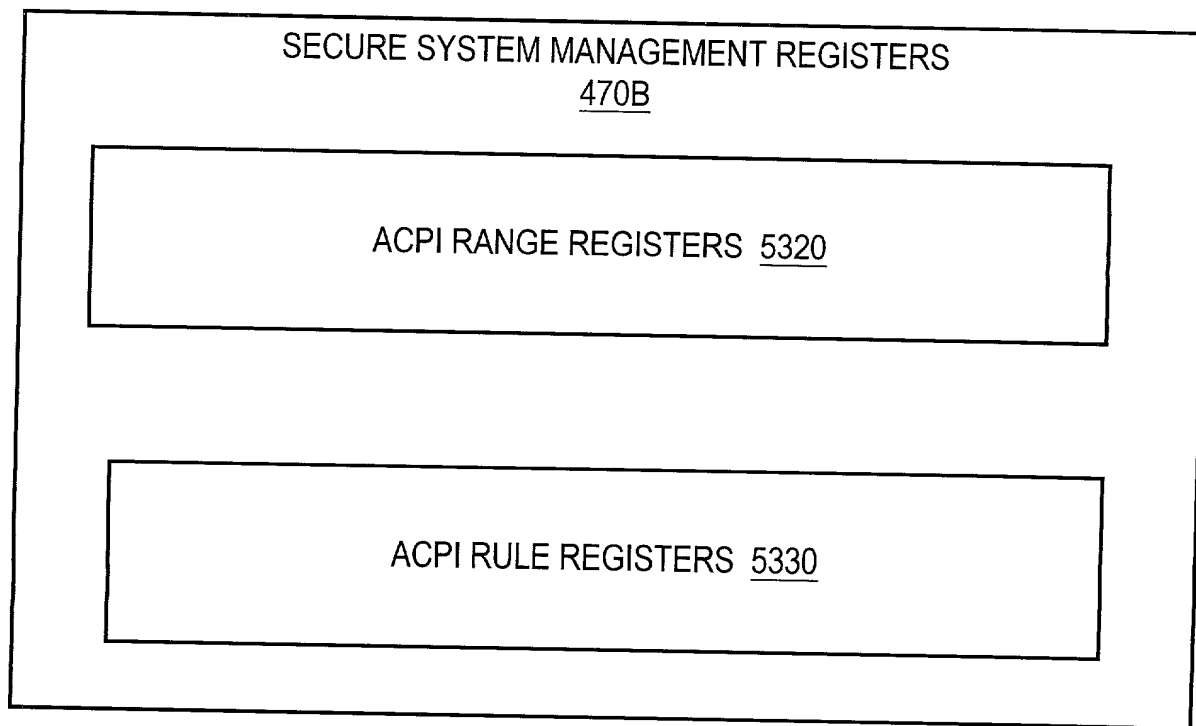 SECURE SYSTEM MANAGEMENT REGISTERS
470B
ACPI RANGE REGISTERS 5320
ACPI RULE REGISTERS 5330